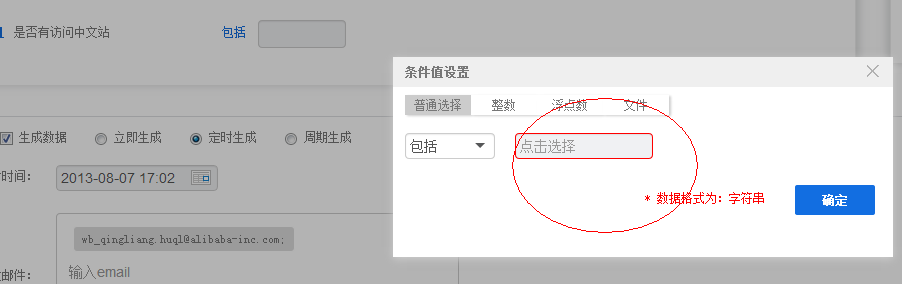 是否有访问中文站 包括
条件值设置
普通选择 整数 浮点数 文件
包括 点击选择
* 数据格式为：字符串 确定
生成数据 立即生成 定时生成 周期生成
时间： 2013-08-07 17:02
wb_qingliang.huql@alibaba-inc.com;
邮件： 输入email